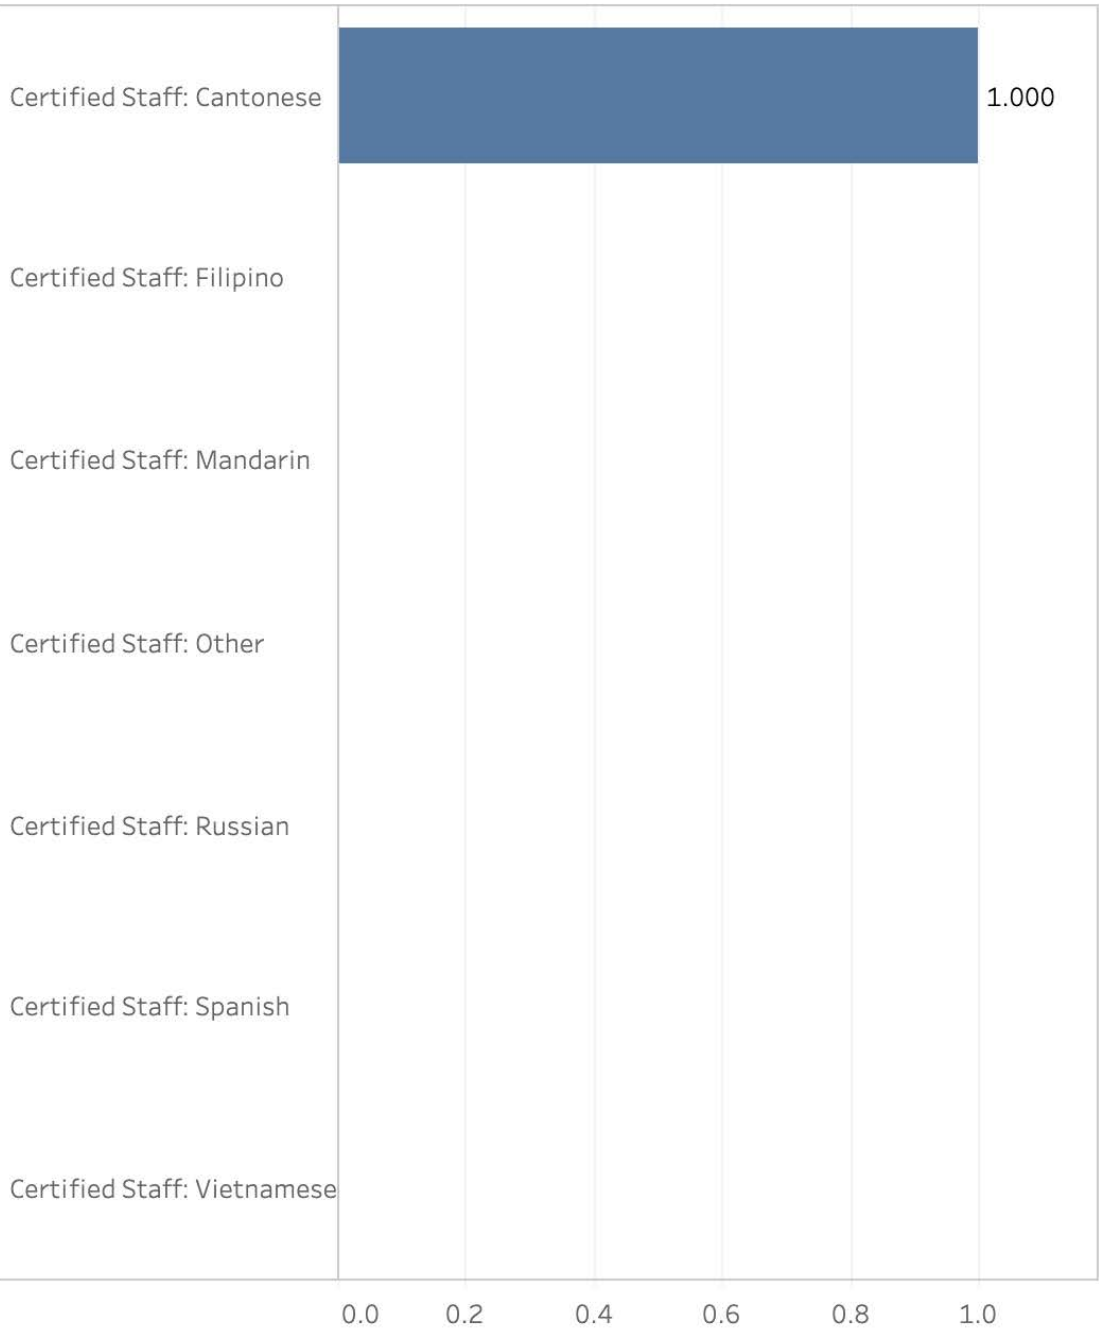 Certified Staff: Cantonese 1.000
Certified Staff: Filipino
Certified Staff: Mandarin
Certified Staff: Other
Certified Staff: Russian
Certified Staff: Spanish
Certified Staff: Vietnamese
0.0 0.2 0.4 0.6 0.8 1.0